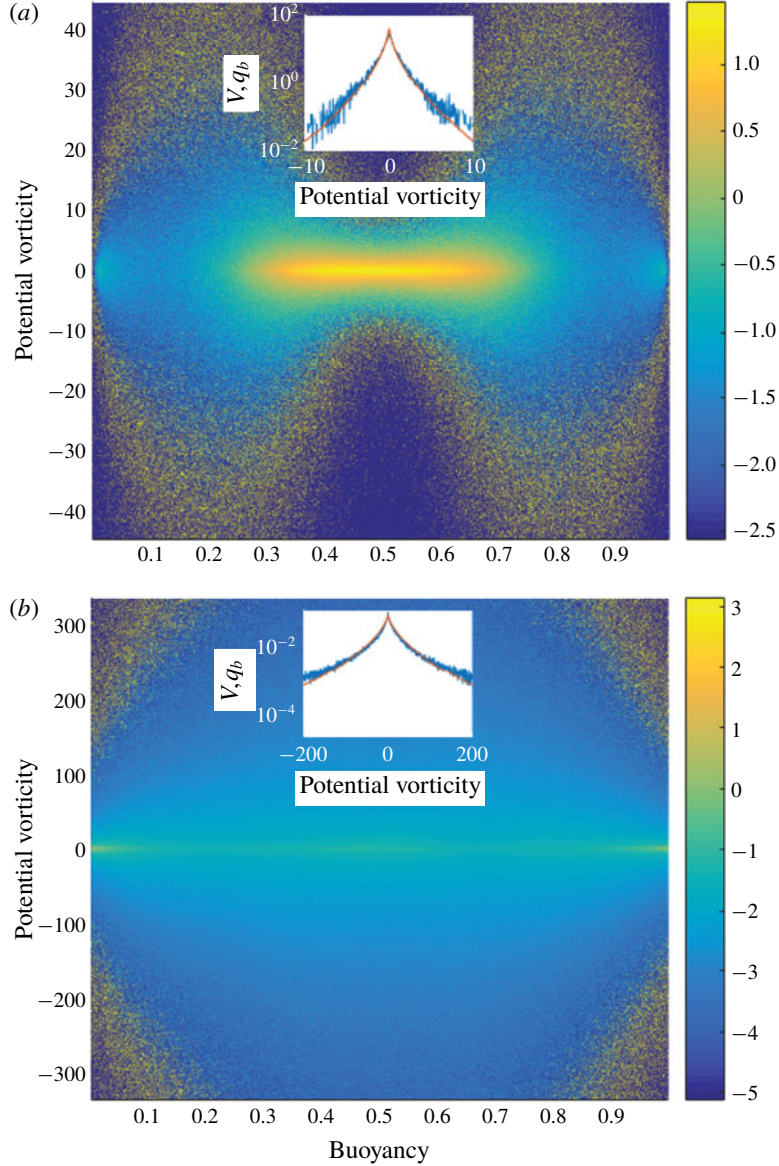 (a)
40
30
20
10
0
−10
−20
−30
−40
Potential vorticity
0.1 0.2 0.3 0.4 0.5 0.6 0.7 0.8 0.9
V,q_b
10^2
10^0
10^−2
−10 0 10
Potential vorticity
1.0
0.5
0
−0.5
−1.0
−1.5
−2.0
−2.5
(b)
300
200
100
0
−100
−200
−300
Potential vorticity
0.1 0.2 0.3 0.4 0.5 0.6 0.7 0.8 0.9
Buoyancy
V,q_b
10^−2
10^−4
−200 0 200
Potential vorticity
3
2
1
0
−1
−2
−3
−4
−5